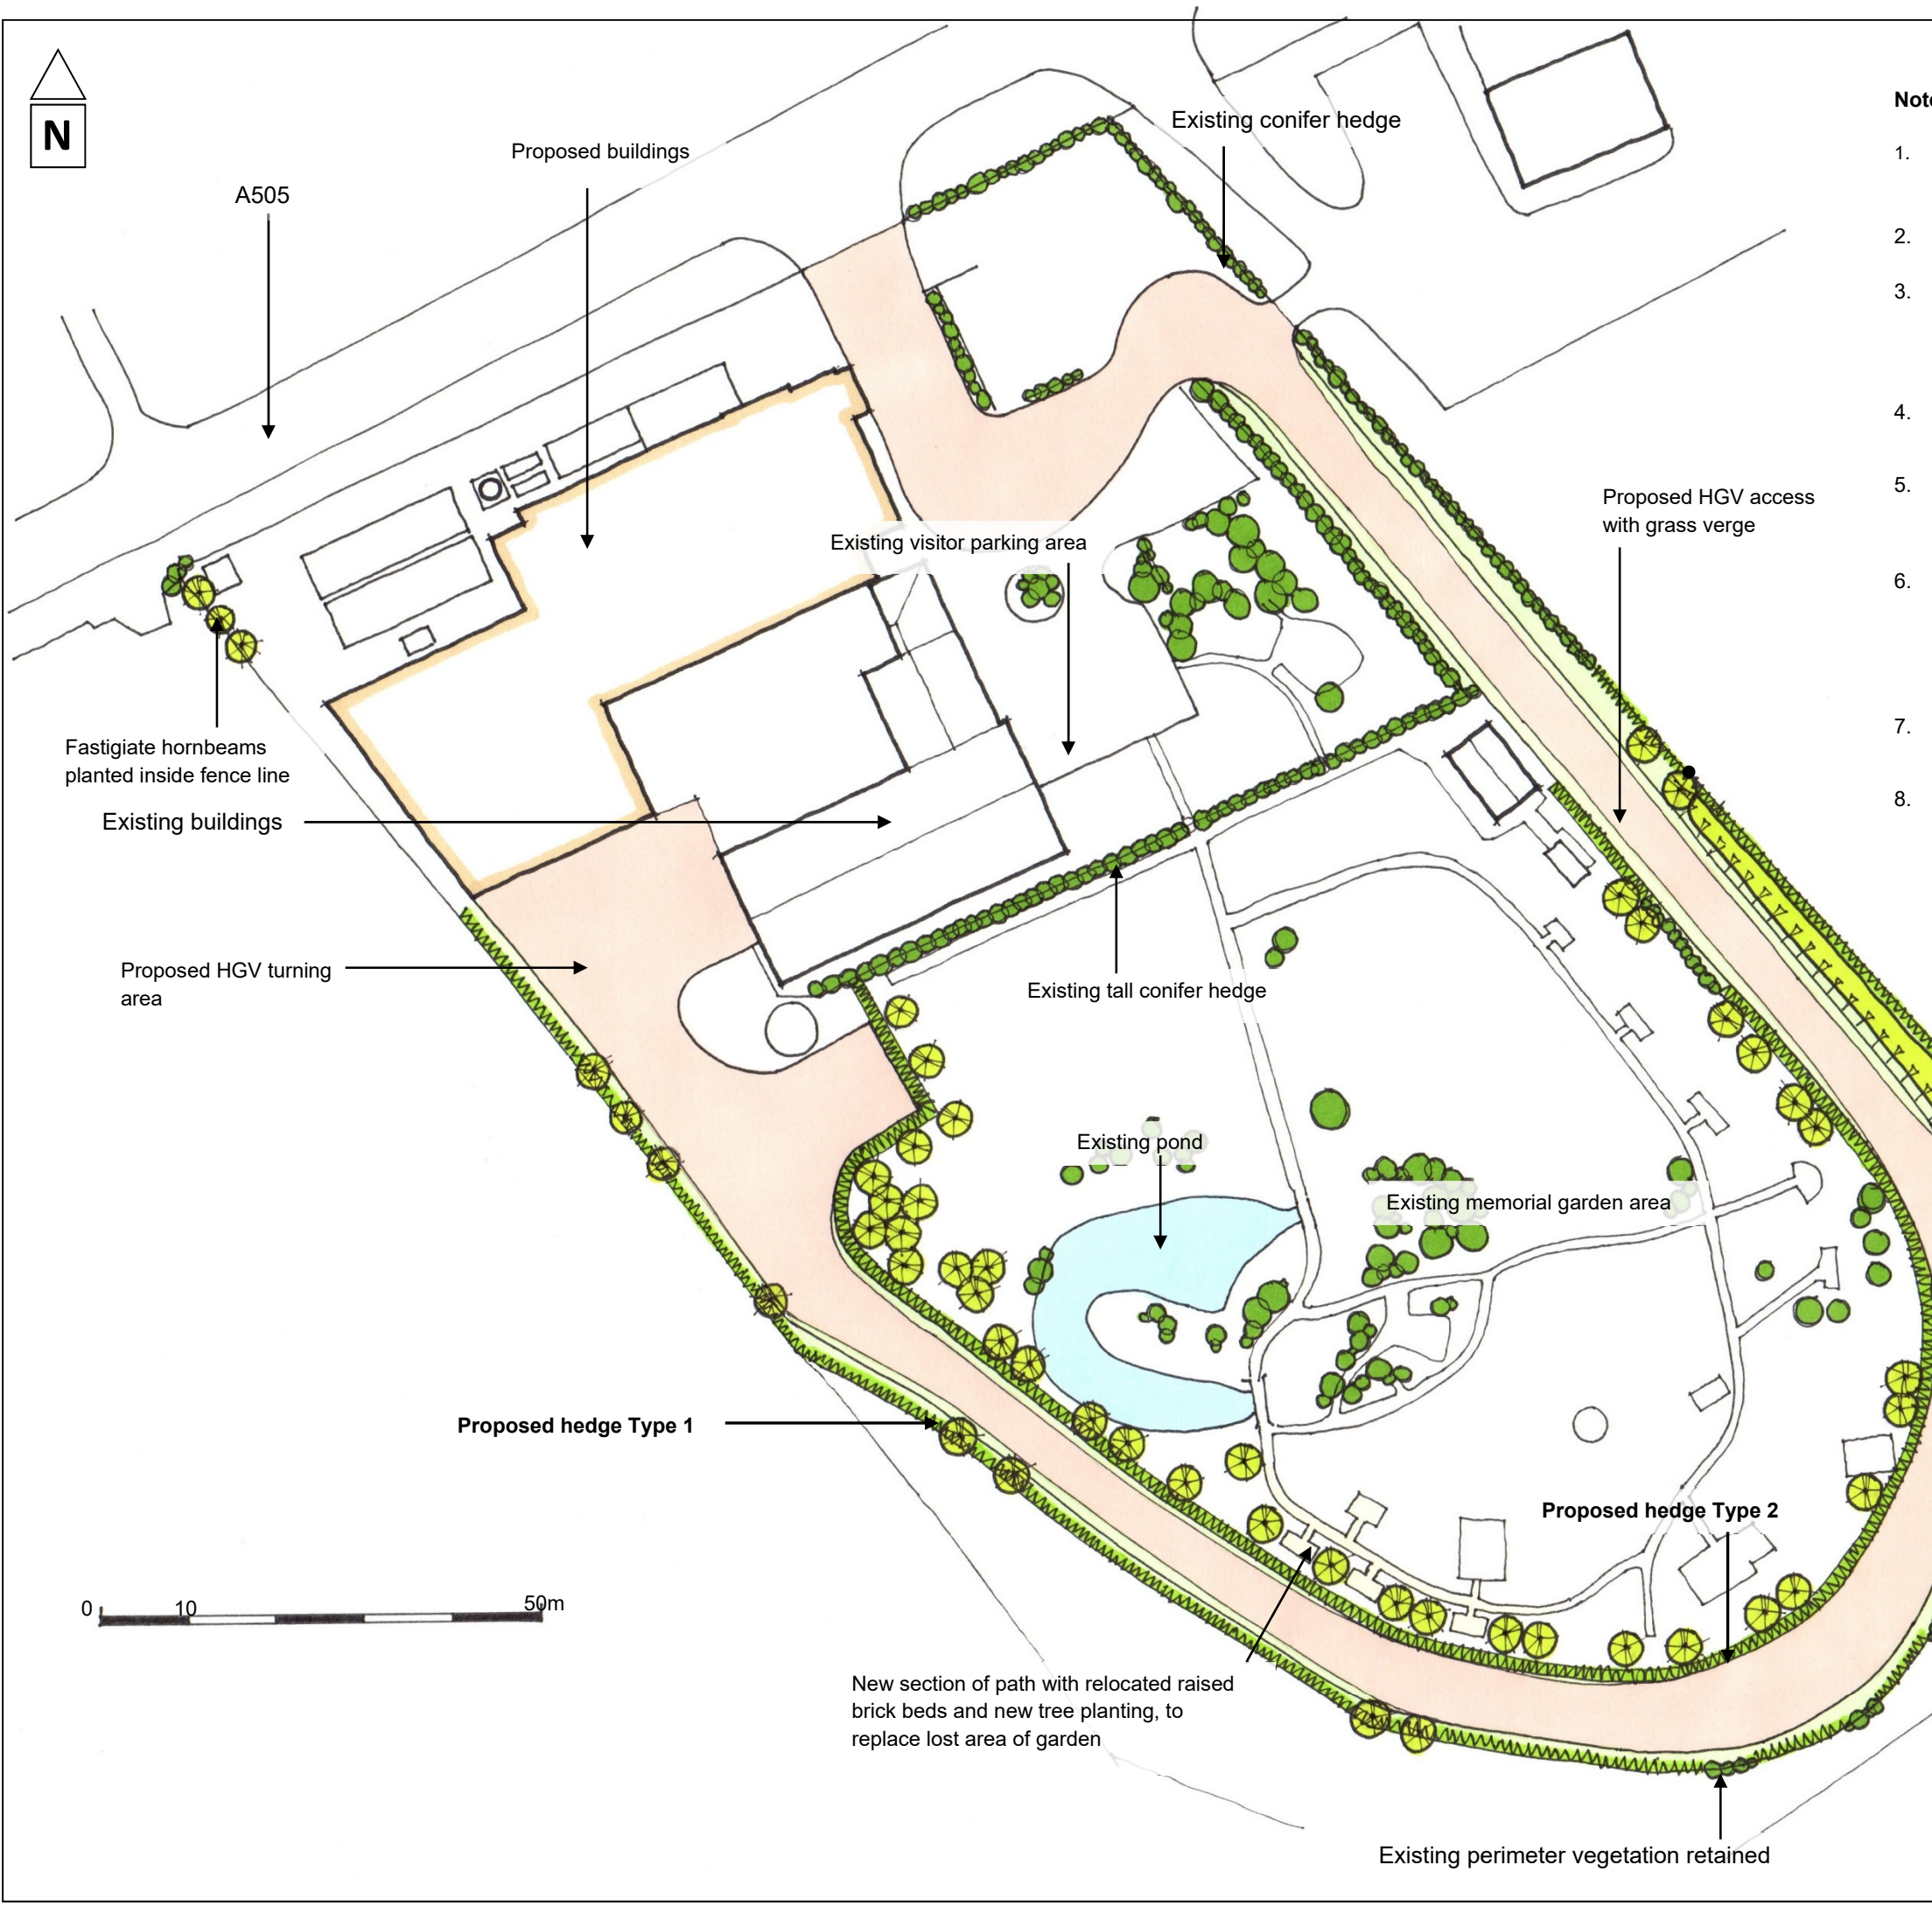 N
A505
Proposed buildings
Existing conifer hedge
Existing visitor parking area
Proposed HGV access
with grass verge
Fastigiate hornbeams
planted inside fence line
Existing buildings
Proposed HGV turning
area
Existing tall conifer hedge
Existing pond
Existing memorial garden area
Proposed hedge Type 1
Proposed hedge Type 2
0 10 50m
New section of path with relocated raised
brick beds and new tree planting, to
replace lost area of garden
Existing perimeter vegetation retained
1.
2.
3.
4.
5.
6.
7.
8.